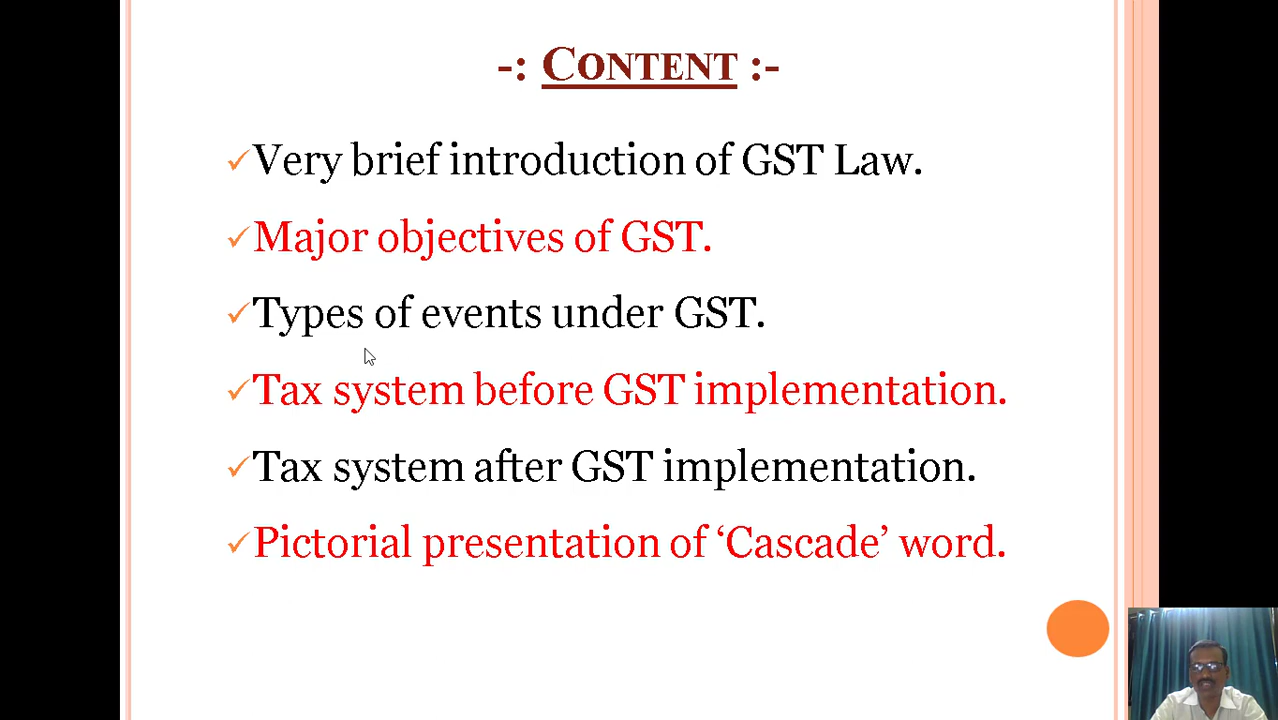 -: CONTENT :-
✓Very brief introduction of GST Law.
✓Major objectives of GST.
✓Types of events under GST.
✓Tax system before GST implementation.
✓Tax system after GST implementation.
✓Pictorial presentation of ‘Cascade’ word.